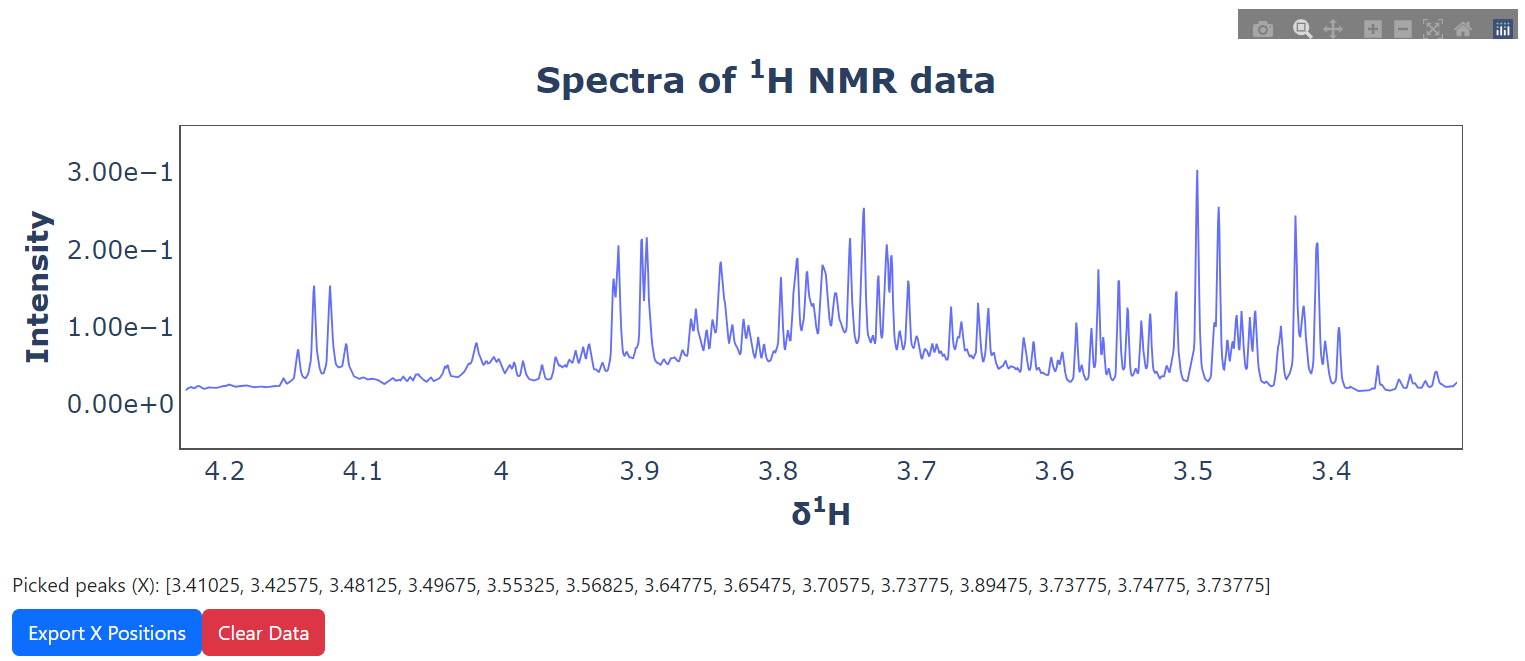 Spectra of ¹H NMR data
3.00e−1
2.00e−1
1.00e−1
0.00e+0
Intensity
4.2 4.1 4 3.9 3.8 3.7 3.6 3.5 3.4
δ¹H
Picked peaks (X): [3.41025, 3.42575, 3.48125, 3.49675, 3.55325, 3.56825, 3.64775, 3.65475, 3.70575, 3.73775, 3.89475, 3.73775, 3.74775, 3.73775]
Export X Positions Clear Data